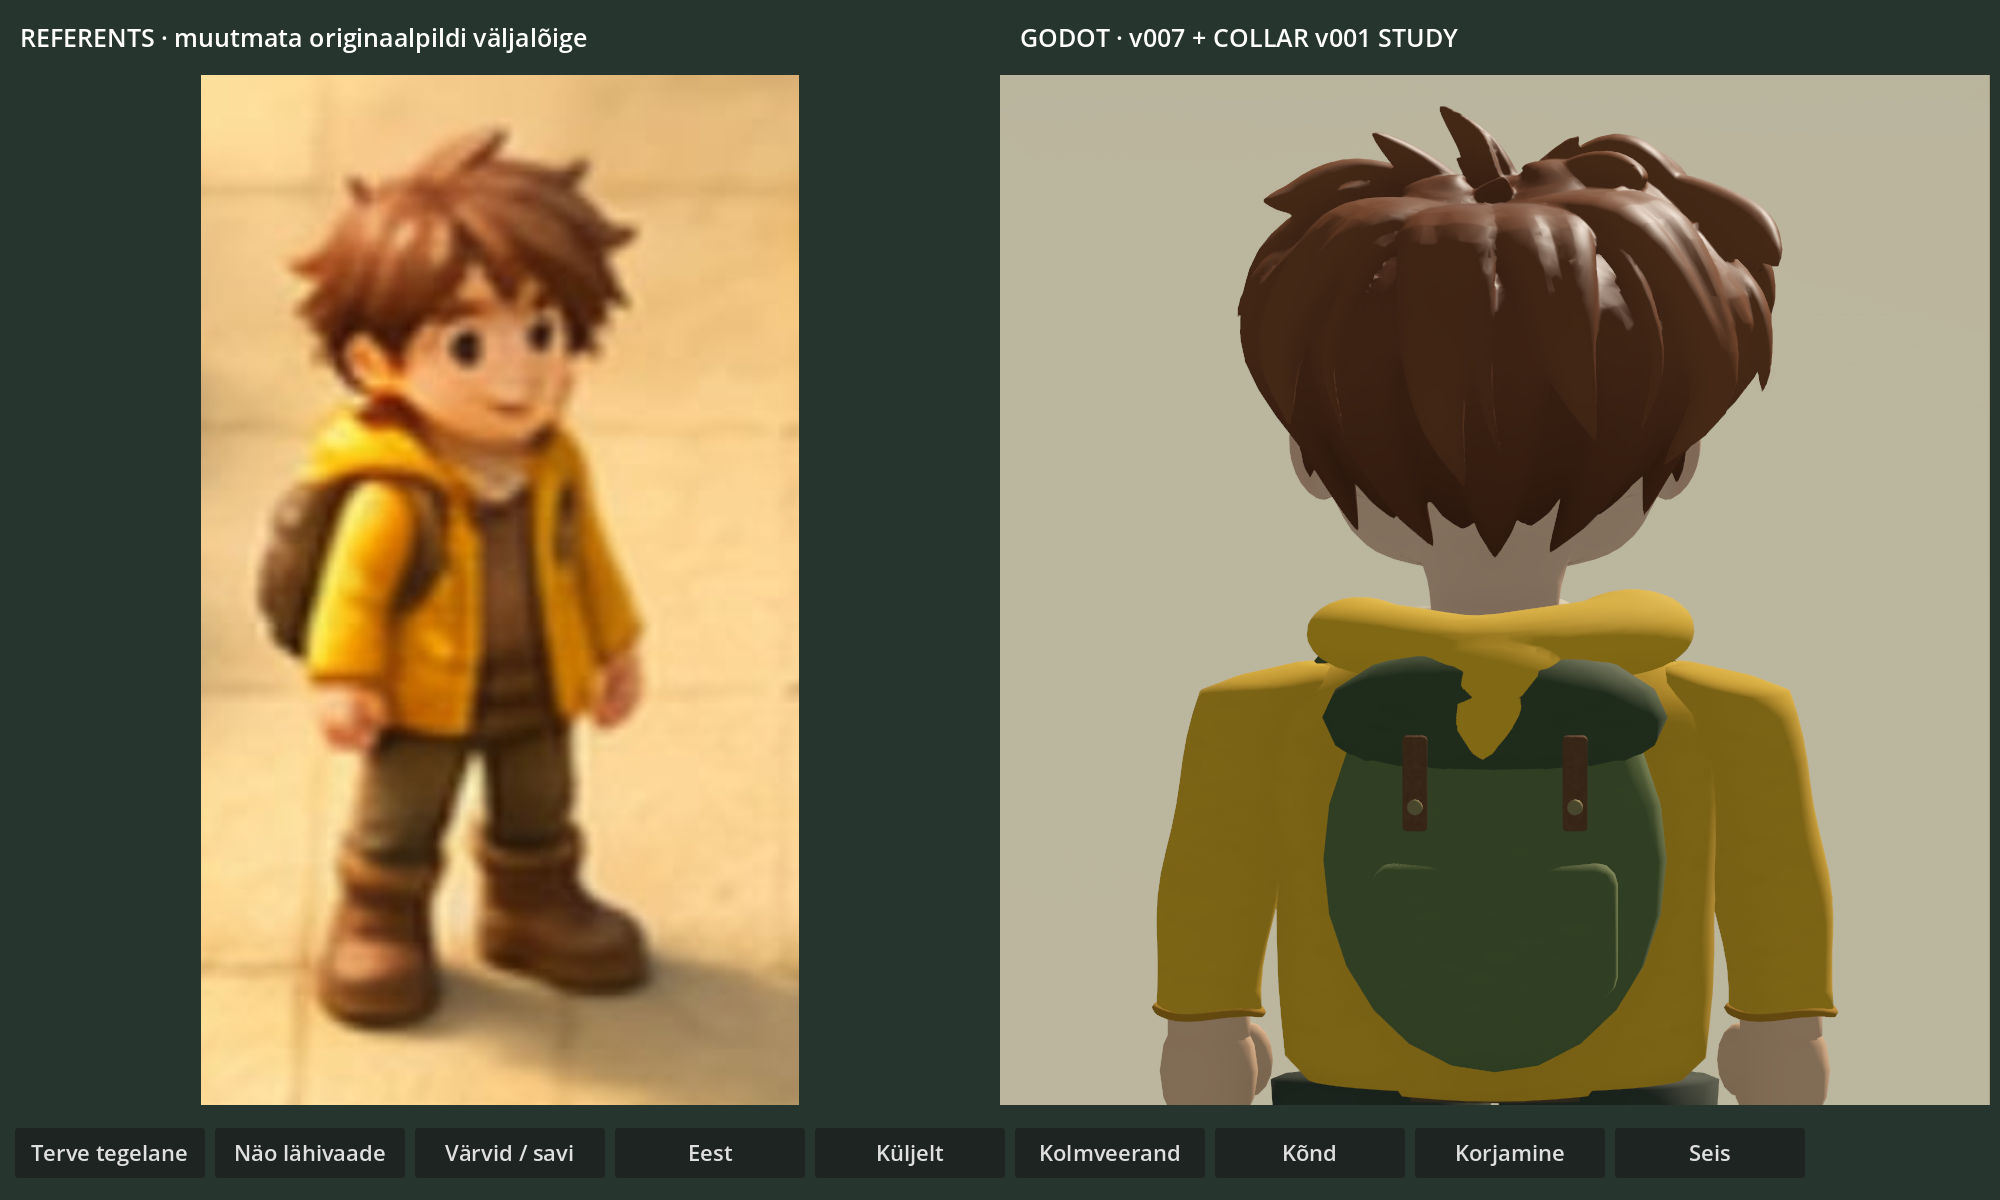 REFERENTS · muutmata originaalpildi väljalõige
GODOT · v007 + COLLAR v001 STUDY
Terve tegelane
Näo lähivaade
Värvid / savi
Eest
Küljelt
Kolmveerand
Kõnd
Korjamine
Seis